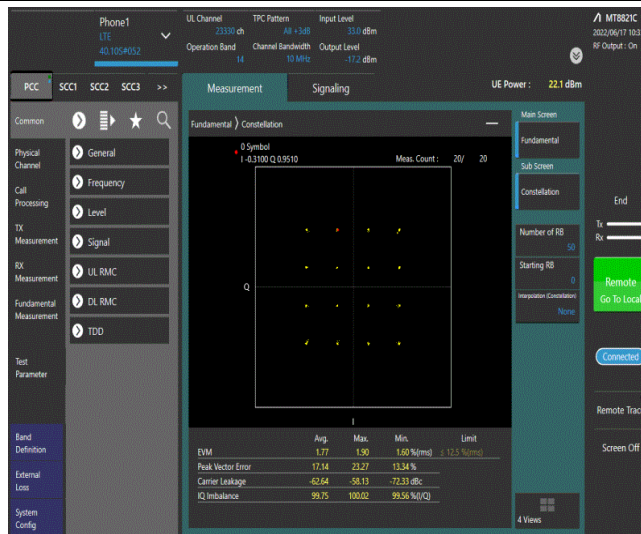 Phone1
LTE
40.105#052
UL Channel
23330 ch
TPC Pattern
All +3dB
Input Level
33.0 dBm
Operation Band
14
Channel Bandwidth
10 MHz
Output Level
-17.2 dBm
MT8821C
2022/06/17 10:3
RF Output : On
PCC SCC1 SCC2 SCC3 >>
Measurement
Signaling
UE Power : 22.1 dBm
Common
Physical
Channel
Call
Processing
TX
Measurement
RX
Measurement
Fundamental
Measurement
Test
Parameter
Band
Definition
External
Loss
System
Config
General
Frequency
Level
Signal
UL RMC
DL RMC
TDD
Fundamental 〉 Constellation
0 Symbol
I -0.3100 Q 0.9510
Meas. Count : 20/ 20
Q
I
Avg. Max. Min. Limit
EVM 1.77 1.90 1.60 %(rms) ≤ 12.5 %(rms)
Peak Vector Error 17.14 23.27 13.34 %
Carrier Leakage -62.64 -58.13 -72.33 dBc
IQ Imbalance 99.75 100.02 99.56 %(I/Q)
Main Screen
Fundamental
Sub Screen
Constellation
Number of RB
50
Starting RB
0
Interpolation (Constellation)
None
4 Views
End
Tx
Rx
Remote
Go To Local
Connected
Remote Trac
Screen Off